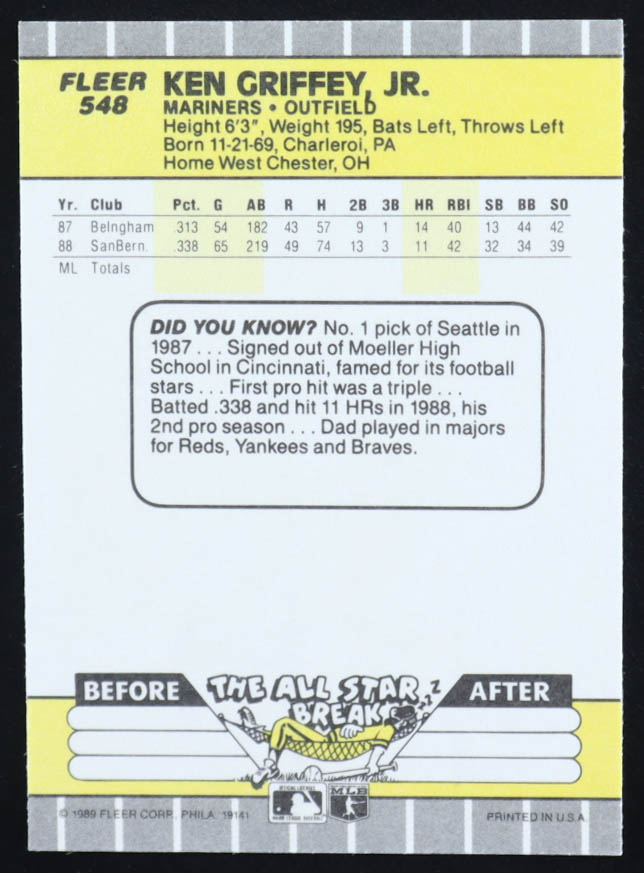 FLEER
548
KEN GRIFFEY, JR.
MARINERS • OUTFIELD
Height 6'3", Weight 195, Bats Left, Throws Left
Born 11-21-69, Charleroi, PA
Home West Chester, OH
Yr. Club Pct. G AB R H 2B 3B HR RBI SB BB SO
87 Belngham .313 54 182 43 57 9 1 14 40 13 44 42
88 SanBern. .338 65 219 49 74 13 3 11 42 32 34 39
ML Totals
DID YOU KNOW? No. 1 pick of Seattle in
1987 . . . Signed out of Moeller High
School in Cincinnati, famed for its football
stars . . . First pro hit was a triple . . .
Batted .338 and hit 11 HRs in 1988, his
2nd pro season . . . Dad played in majors
for Reds, Yankees and Braves.
BEFORE
THE ALL STAR
BREAK
ZZZ
AFTER
© 1989 FLEER CORP., PHILA. 19141
OFFICIAL LICENSEE
MAJOR LEAGUE BASEBALL
MLB
PRINTED IN U.S.A.